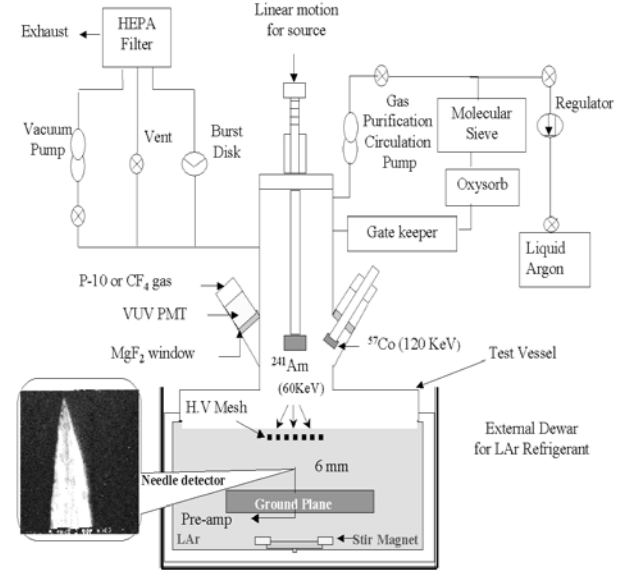 Exhaust
HEPA
Filter
Linear motion
for source
Vacuum
Pump
Vent
Burst
Disk
Gas
Purification
Circulation
Pump
Molecular
Sieve
Regulator
Oxysorb
Gate keeper
Liquid
Argon
P-10 or CF₄ gas
VUV PMT
MgF₂ window
²⁴¹Am
(60KeV)
⁵⁷Co (120 KeV)
Test Vessel
H.V Mesh
External Dewar
for LAr Refrigerant
Needle detector
6 mm
Ground Plane
Pre-amp
LAr
Stir Magnet